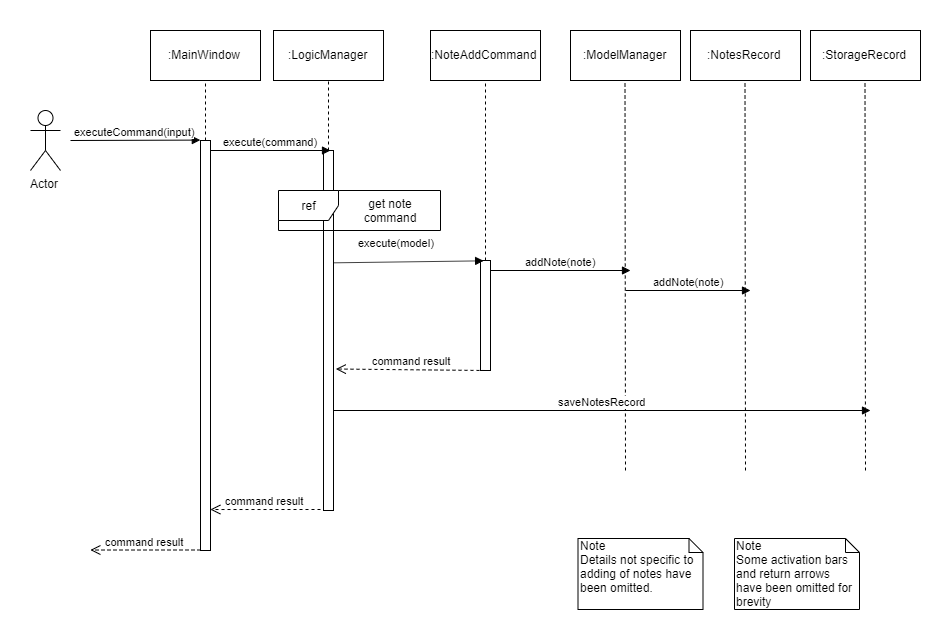 :MainWindow
:LogicManager
:NoteAddCommand
:ModelManager
:NotesRecord
:StorageRecord
executeCommand(input)
execute(command)
Actor
ref
get note
command
execute(model)
addNote(note)
addNote(note)
command result
saveNotesRecord
command result
command result
Note
Details not specific to
adding of notes have
been omitted.
Note
Some activation bars
and return arrows
have been omitted for
brevity